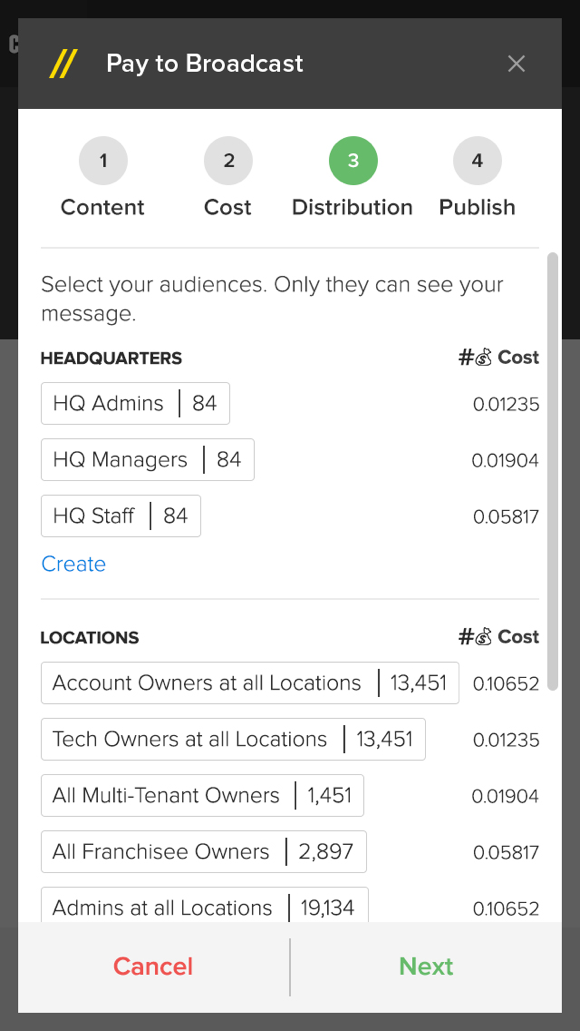 Pay to Broadcast
1 2 3 4
Content Cost Distribution Publish
Select your audiences. Only they can see your
message.
HEADQUARTERS #💰 Cost
HQ Admins | 84 0.01235
HQ Managers | 84 0.01904
HQ Staff | 84 0.05817
Create
LOCATIONS #💰 Cost
Account Owners at all Locations | 13,451 0.10652
Tech Owners at all Locations | 13,451 0.01235
All Multi-Tenant Owners | 1,451 0.01904
All Franchisee Owners | 2,897 0.05817
Admins at all Locations | 19,134 0.10652
Cancel Next